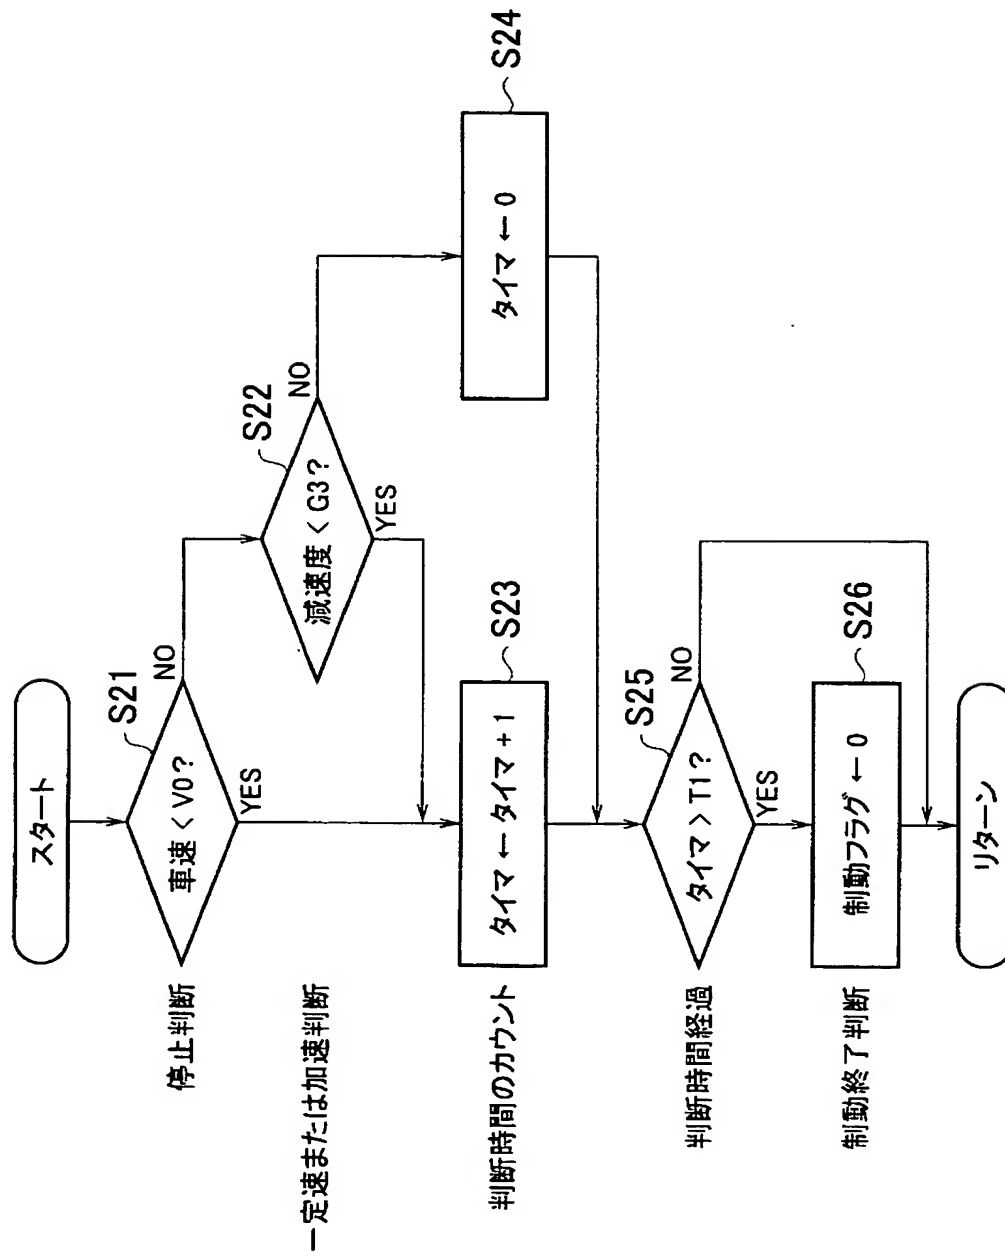 スタート
停止判断
車速 < V0?
S21
NO
YES
一定速または加速判断
減速度 < G3?
S22
NO
YES
判断時間のカウント
タイマ ← タイマ + 1
S23
タイマ ← 0
S24
判断時間経過
タイマ > T1?
S25
NO
YES
制動終了判断
制動フラグ ← 0
S26
リターン